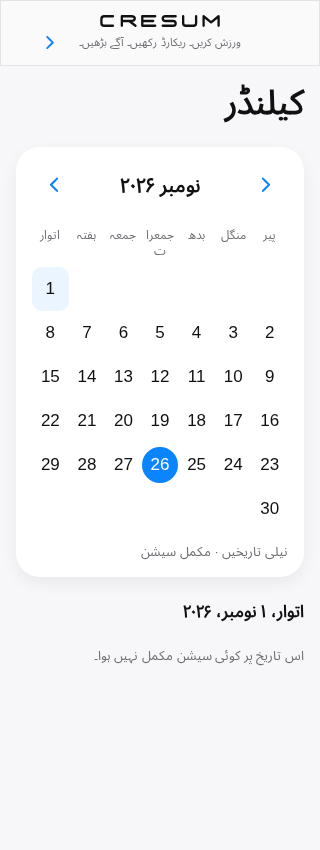 CRESUM
ورزش کریں۔ ریکارڈ رکھیں۔ آگے بڑھیں۔
کیلنڈر
نومبر ۲۰۲۶
پیر منگل بدھ جمعرات جمعہ ہفتہ اتوار
1
2 3 4 5 6 7 8
9 10 11 12 13 14 15
16 17 18 19 20 21 22
23 24 25 26 27 28 29
30
نیلی تاریخیں · مکمل سیشن
اتوار، ۱ نومبر، ۲۰۲۶
اس تاریخ پر کوئی سیشن مکمل نہیں ہوا۔